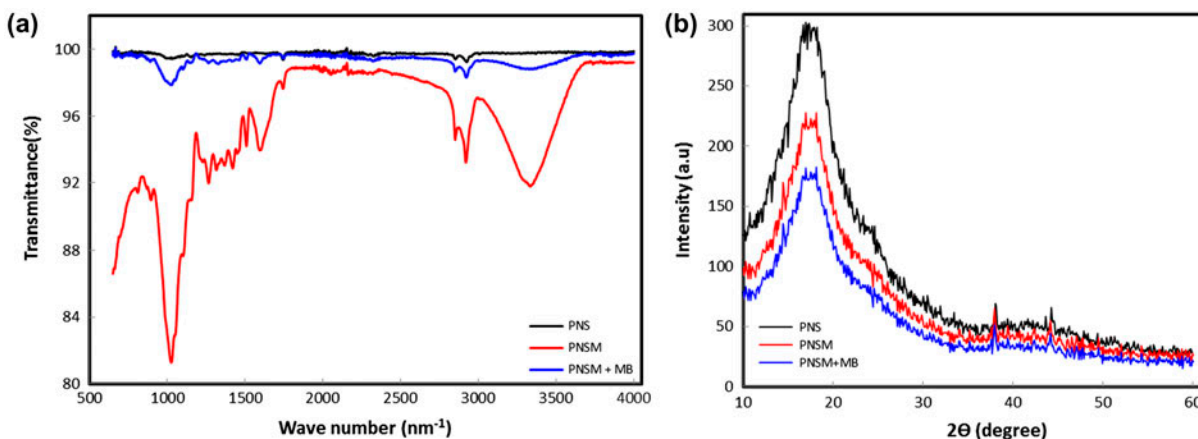 (a)
Transmittance(%)
100
96
92
88
84
80
PNS
PNSM
PNSM + MB
500 1000 1500 2000 2500 3000 3500 4000
Wave number (nm⁻¹)
(b)
Intensity (a.u)
300
250
200
150
100
50
0
PNS
PNSM
PNSM+MB
10 20 30 40 50 60
2Θ (degree)